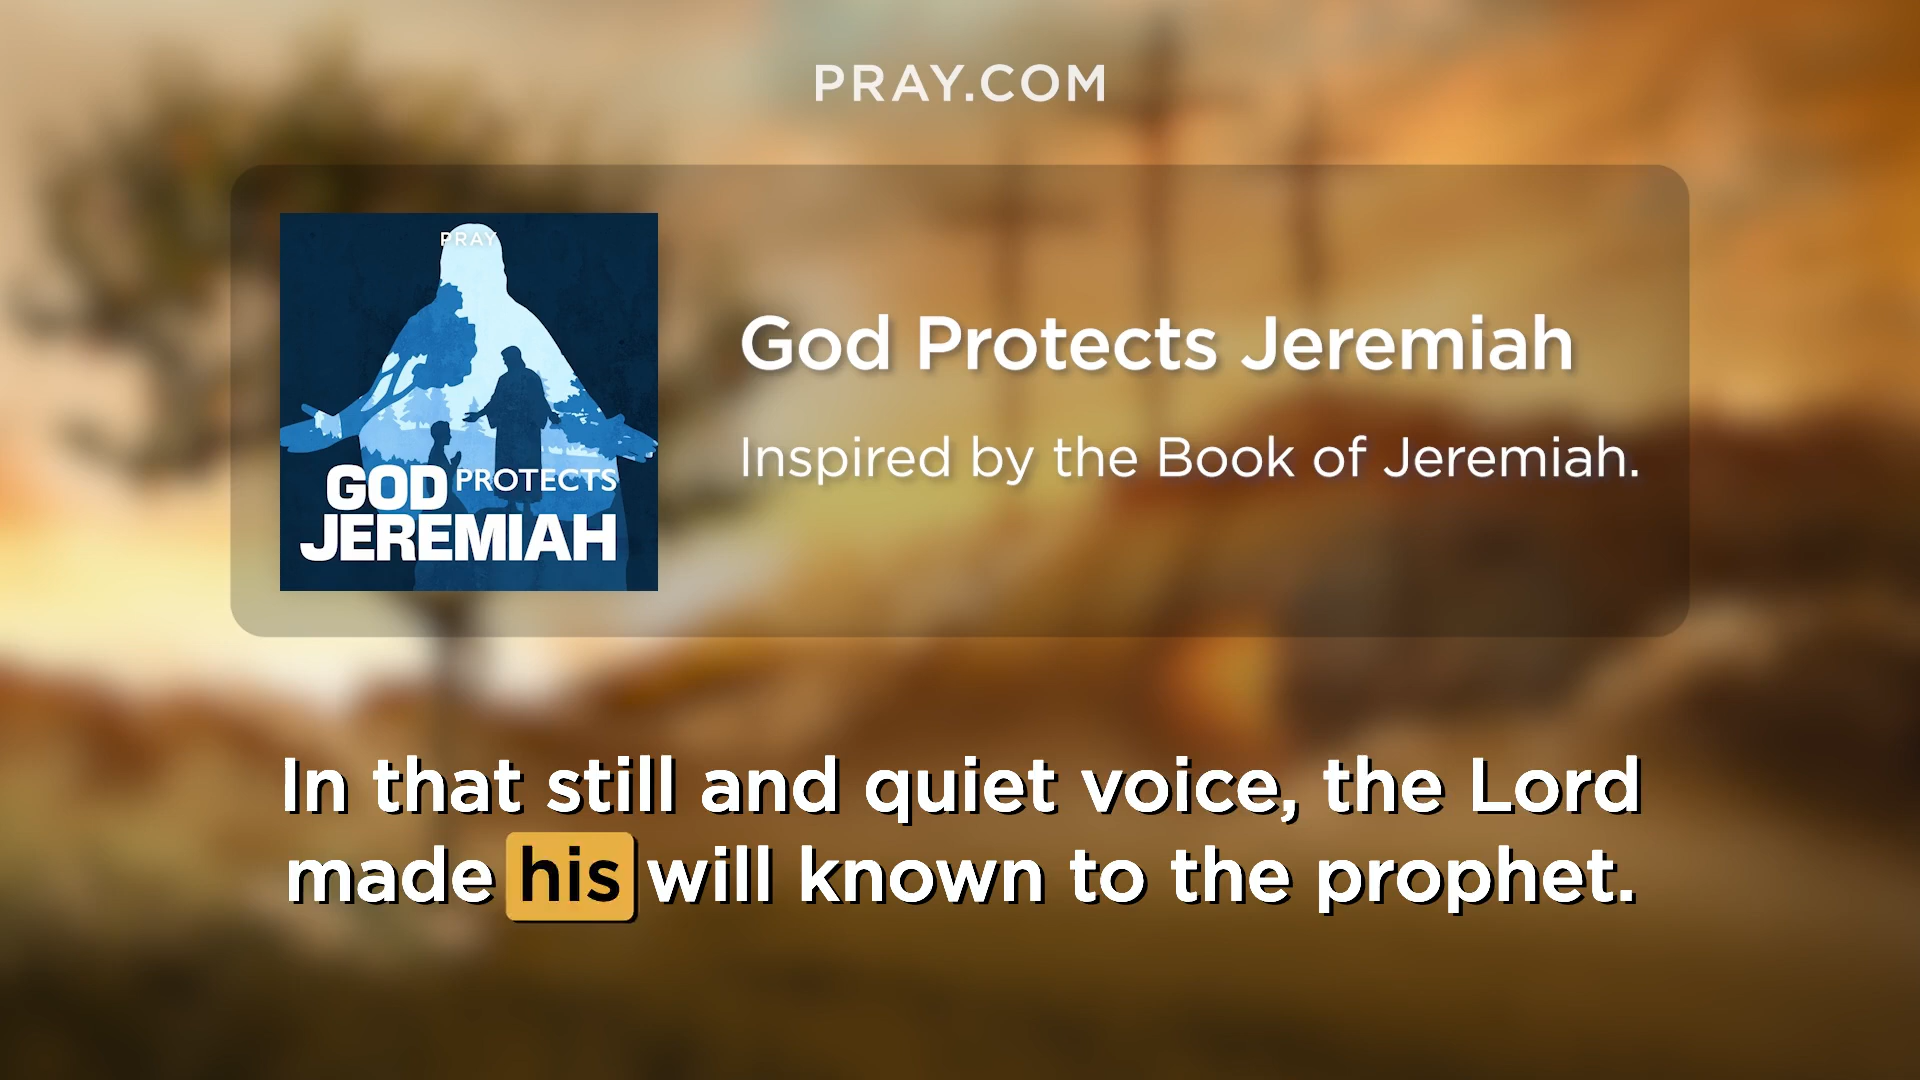 PRAY.COM
PRAY
GOD PROTECTS
JEREMIAH
God Protects Jeremiah
Inspired by the Book of Jeremiah.
In that still and quiet voice, the Lord
made his will known to the prophet.